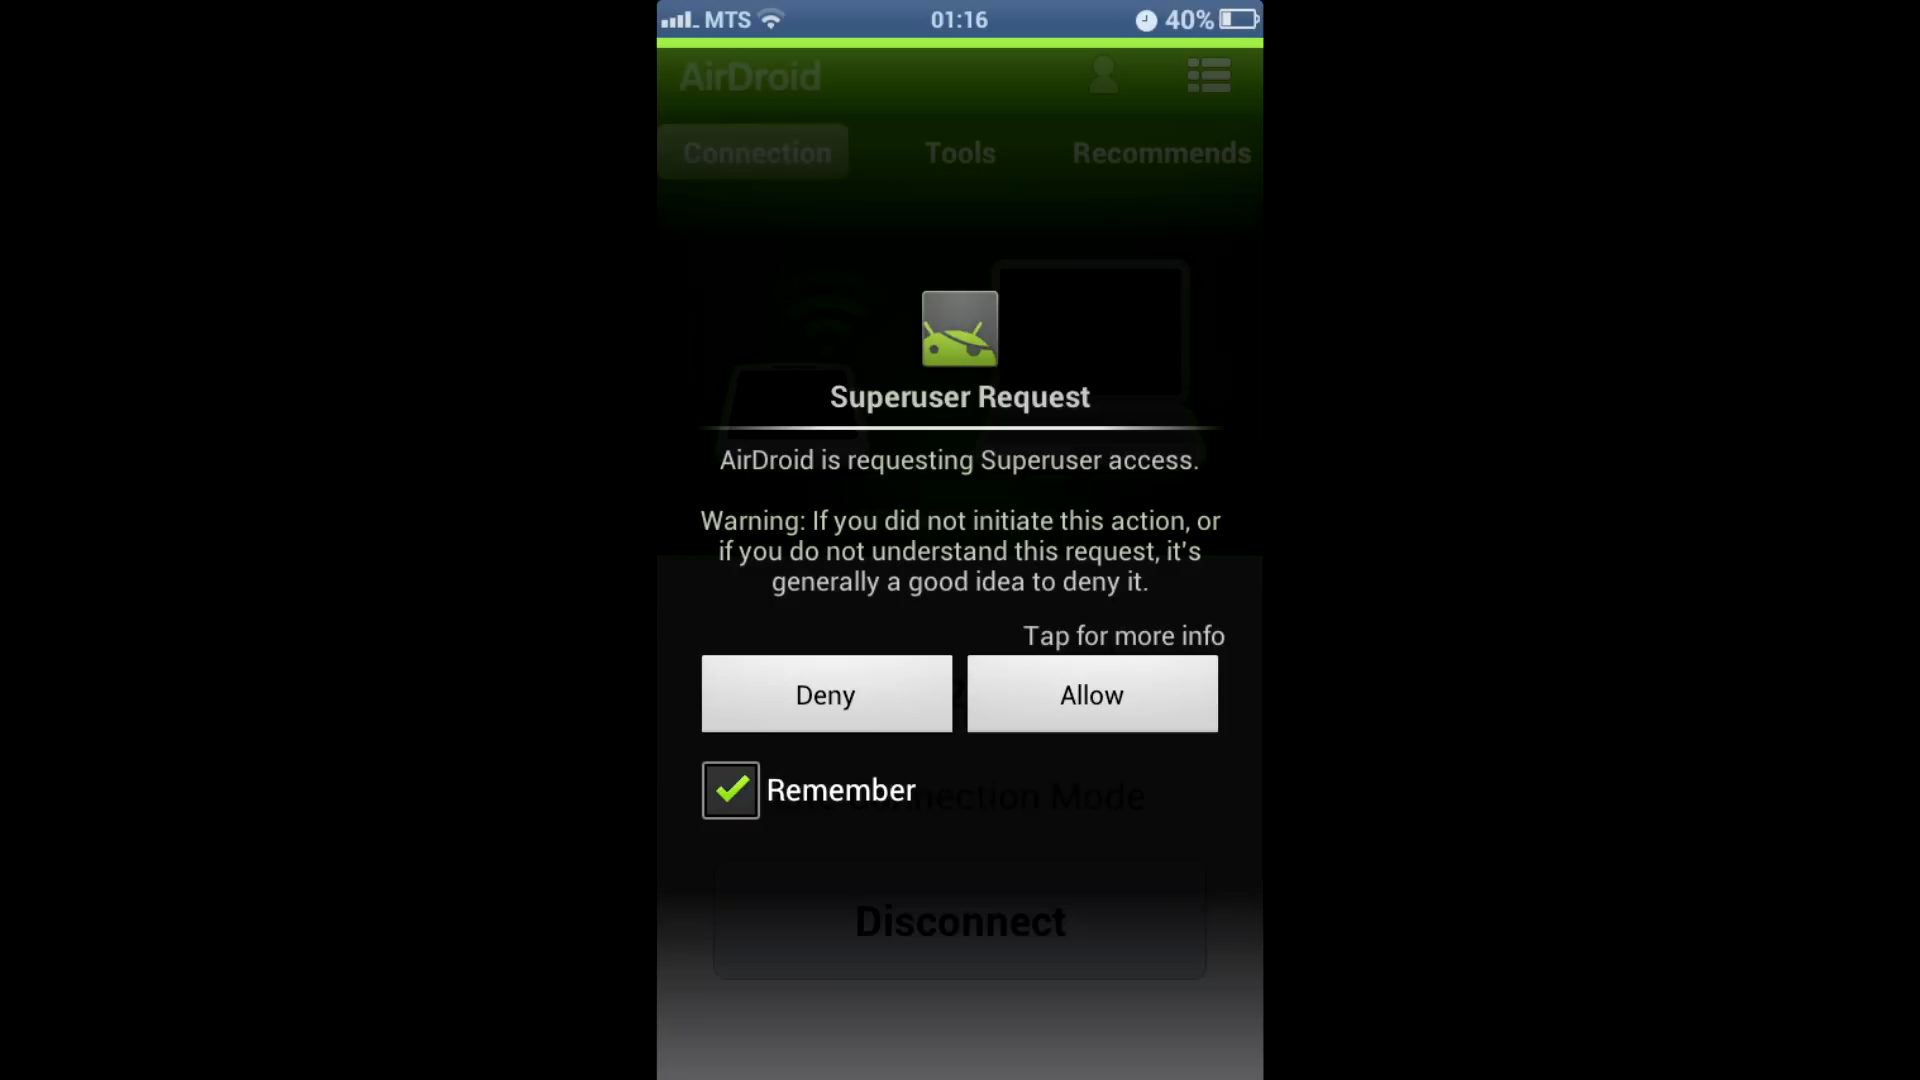 MTS 01:16 40%
AirDroid
Connection Tools Recommends
Superuser Request
AirDroid is requesting Superuser access.
Warning: If you did not initiate this action, or
if you do not understand this request, it's
generally a good idea to deny it.
Tap for more info
Deny Allow
Remember
Connection Mode
Disconnect